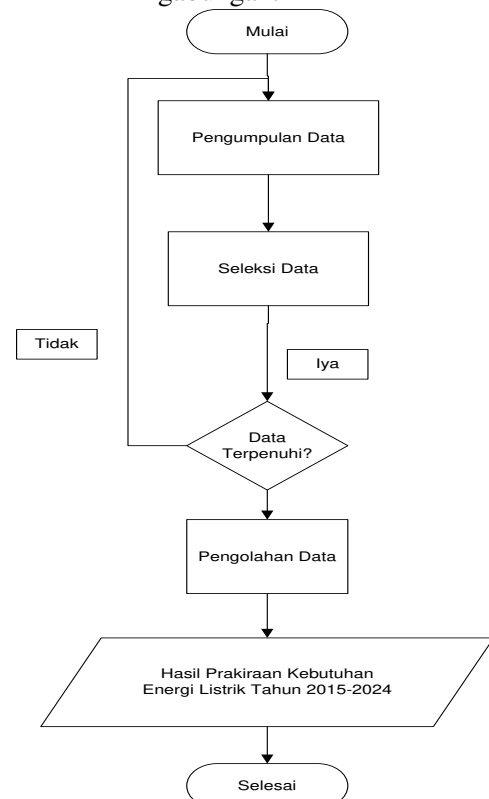 Mulai
Pengumpulan Data
Seleksi Data
Tidak
Iya
Data
Terpenuhi?
Pengolahan Data
Hasil Prakiraan Kebutuhan
Energi Listrik Tahun 2015-2024
Selesai